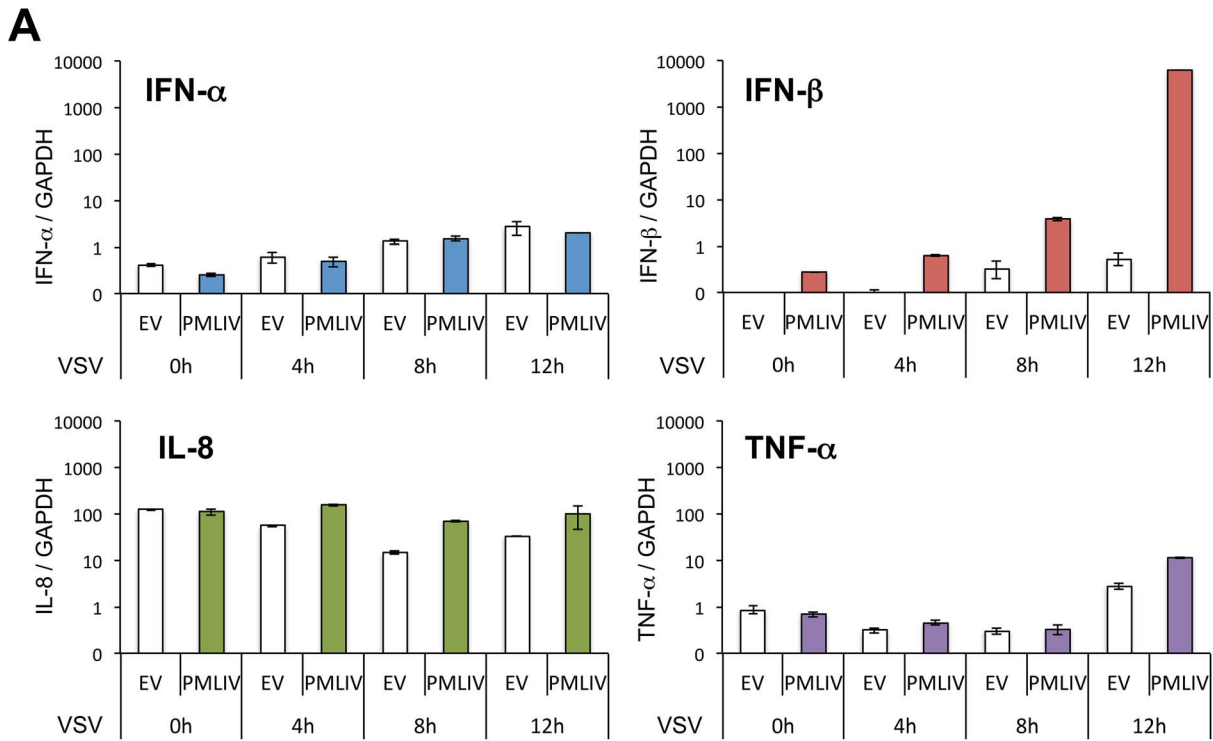 A
IFN-α
IFN-α / GAPDH
10000
1000
100
10
1
0
EV PMLIV EV PMLIV EV PMLIV EV PMLIV
VSV 0h 4h 8h 12h
IFN-β
IFN-β / GAPDH
10000
1000
100
10
1
0
EV PMLIV EV PMLIV EV PMLIV EV PMLIV
VSV 0h 4h 8h 12h
IL-8
IL-8 / GAPDH
10000
1000
100
10
1
0
EV PMLIV EV PMLIV EV PMLIV EV PMLIV
VSV 0h 4h 8h 12h
TNF-α
TNF-α / GAPDH
10000
1000
100
10
1
0
EV PMLIV EV PMLIV EV PMLIV EV PMLIV
VSV 0h 4h 8h 12h